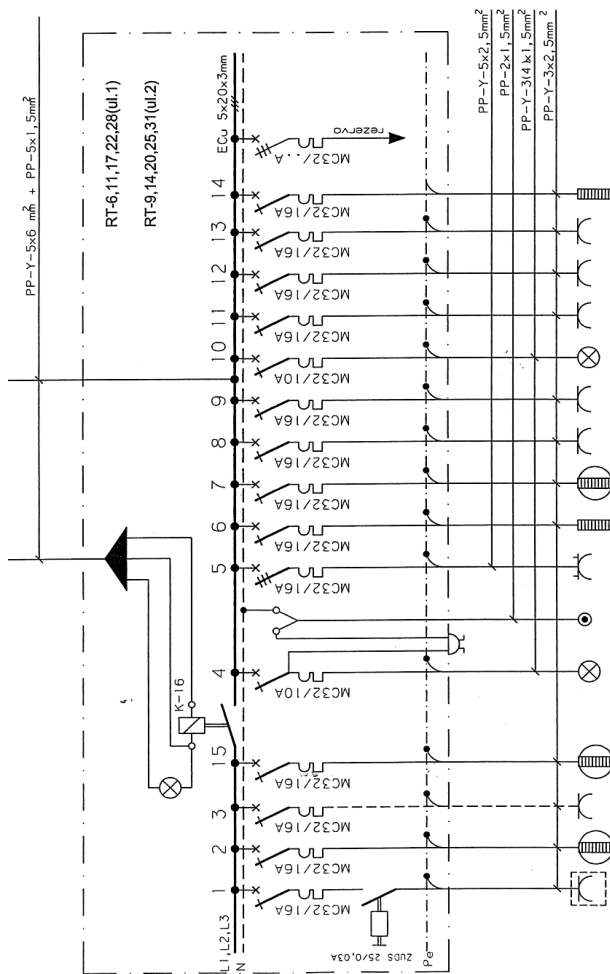 PP-Y-5x6 mm² + PP-5x1,5mm²
RT-6,11,17,22,28(ul.1)
RT-9,14,20,25,31(ul.2)
ECu 5x20x3mm
PP-Y-5x2,5mm²
PP-2x1,5mm²
PP-Y-3(4)x1,5mm²
PP-Y-3x2,5mm²
MC32/...A
rezerva
14
MC32/16A
13
MC32/16A
12
MC32/16A
11
MC32/16A
10
MC32/10A
9
MC32/16A
8
MC32/16A
7
MC32/16A
6
MC32/16A
5
MC32/16A
4
MC32/10A
K-16
15
MC32/16A
3
MC32/16A
2
MC32/16A
1
MC32/16A
L1,L2,L3
N
ZUDS 25/0,03A
Pe